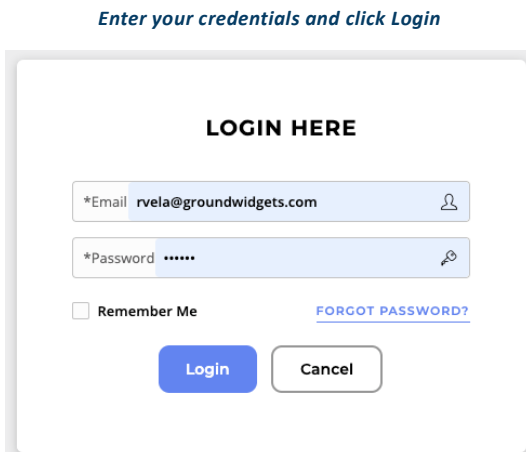 Enter your credentials and click Login
LOGIN HERE
*Email rvela@groundwidgets.com
*Password ••••••
Remember Me FORGOT PASSWORD?
Login Cancel